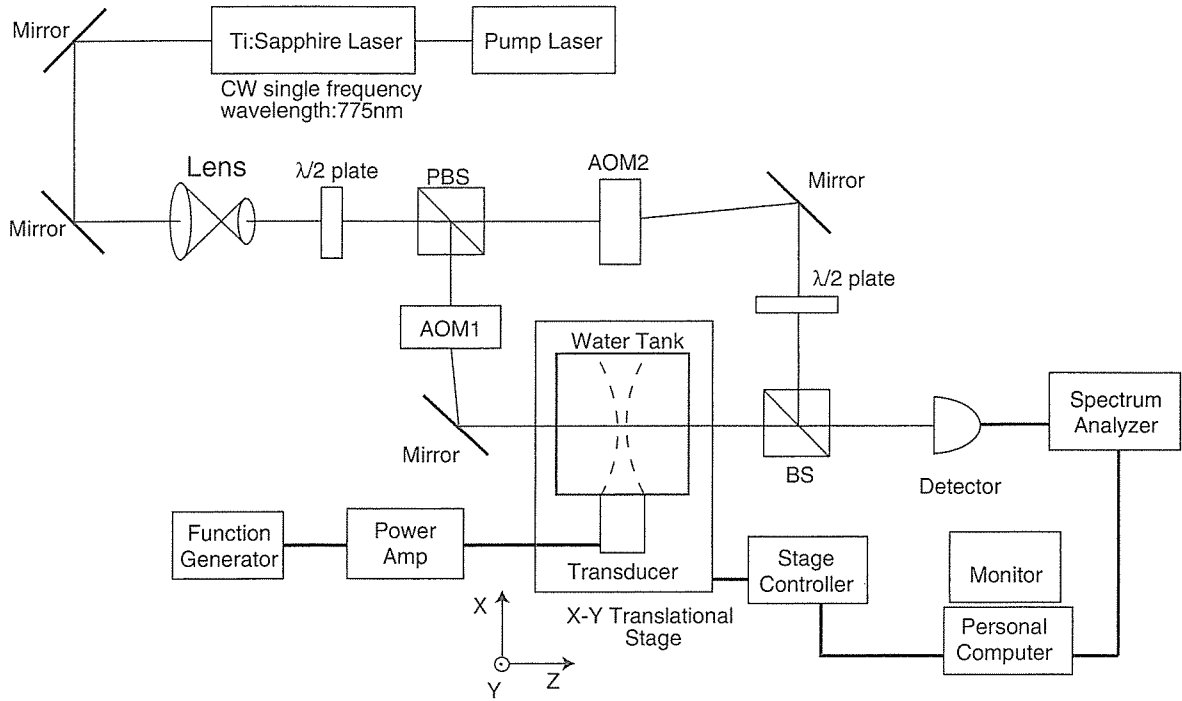 Mirror
Ti:Sapphire Laser
Pump Laser
CW single frequency
wavelength:775nm
Lens
λ/2 plate
PBS
AOM2
Mirror
Mirror
λ/2 plate
AOM1
Water Tank
Mirror
BS
Detector
Spectrum
Analyzer
Function
Generator
Power
Amp
Transducer
Stage
Controller
Monitor
X-Y Translational
Stage
Personal
Computer
X
Y
Z